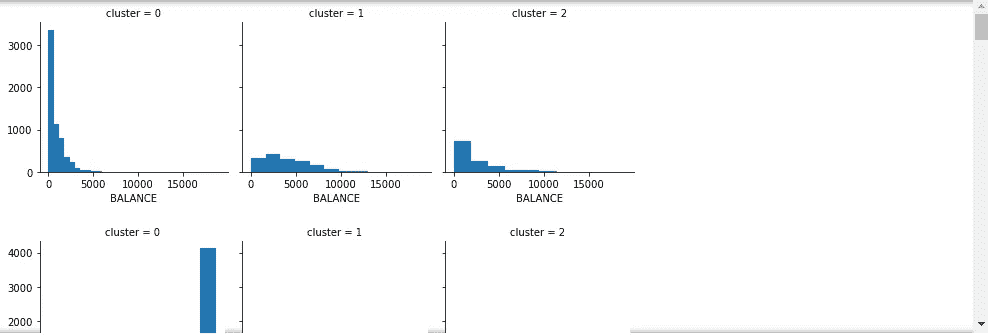 cluster = 0 cluster = 1 cluster = 2
3000
2000
1000
0
0 5000 10000 15000 0 5000 10000 15000 0 5000 10000 15000
BALANCE BALANCE BALANCE
cluster = 0 cluster = 1 cluster = 2
4000
3000
2000